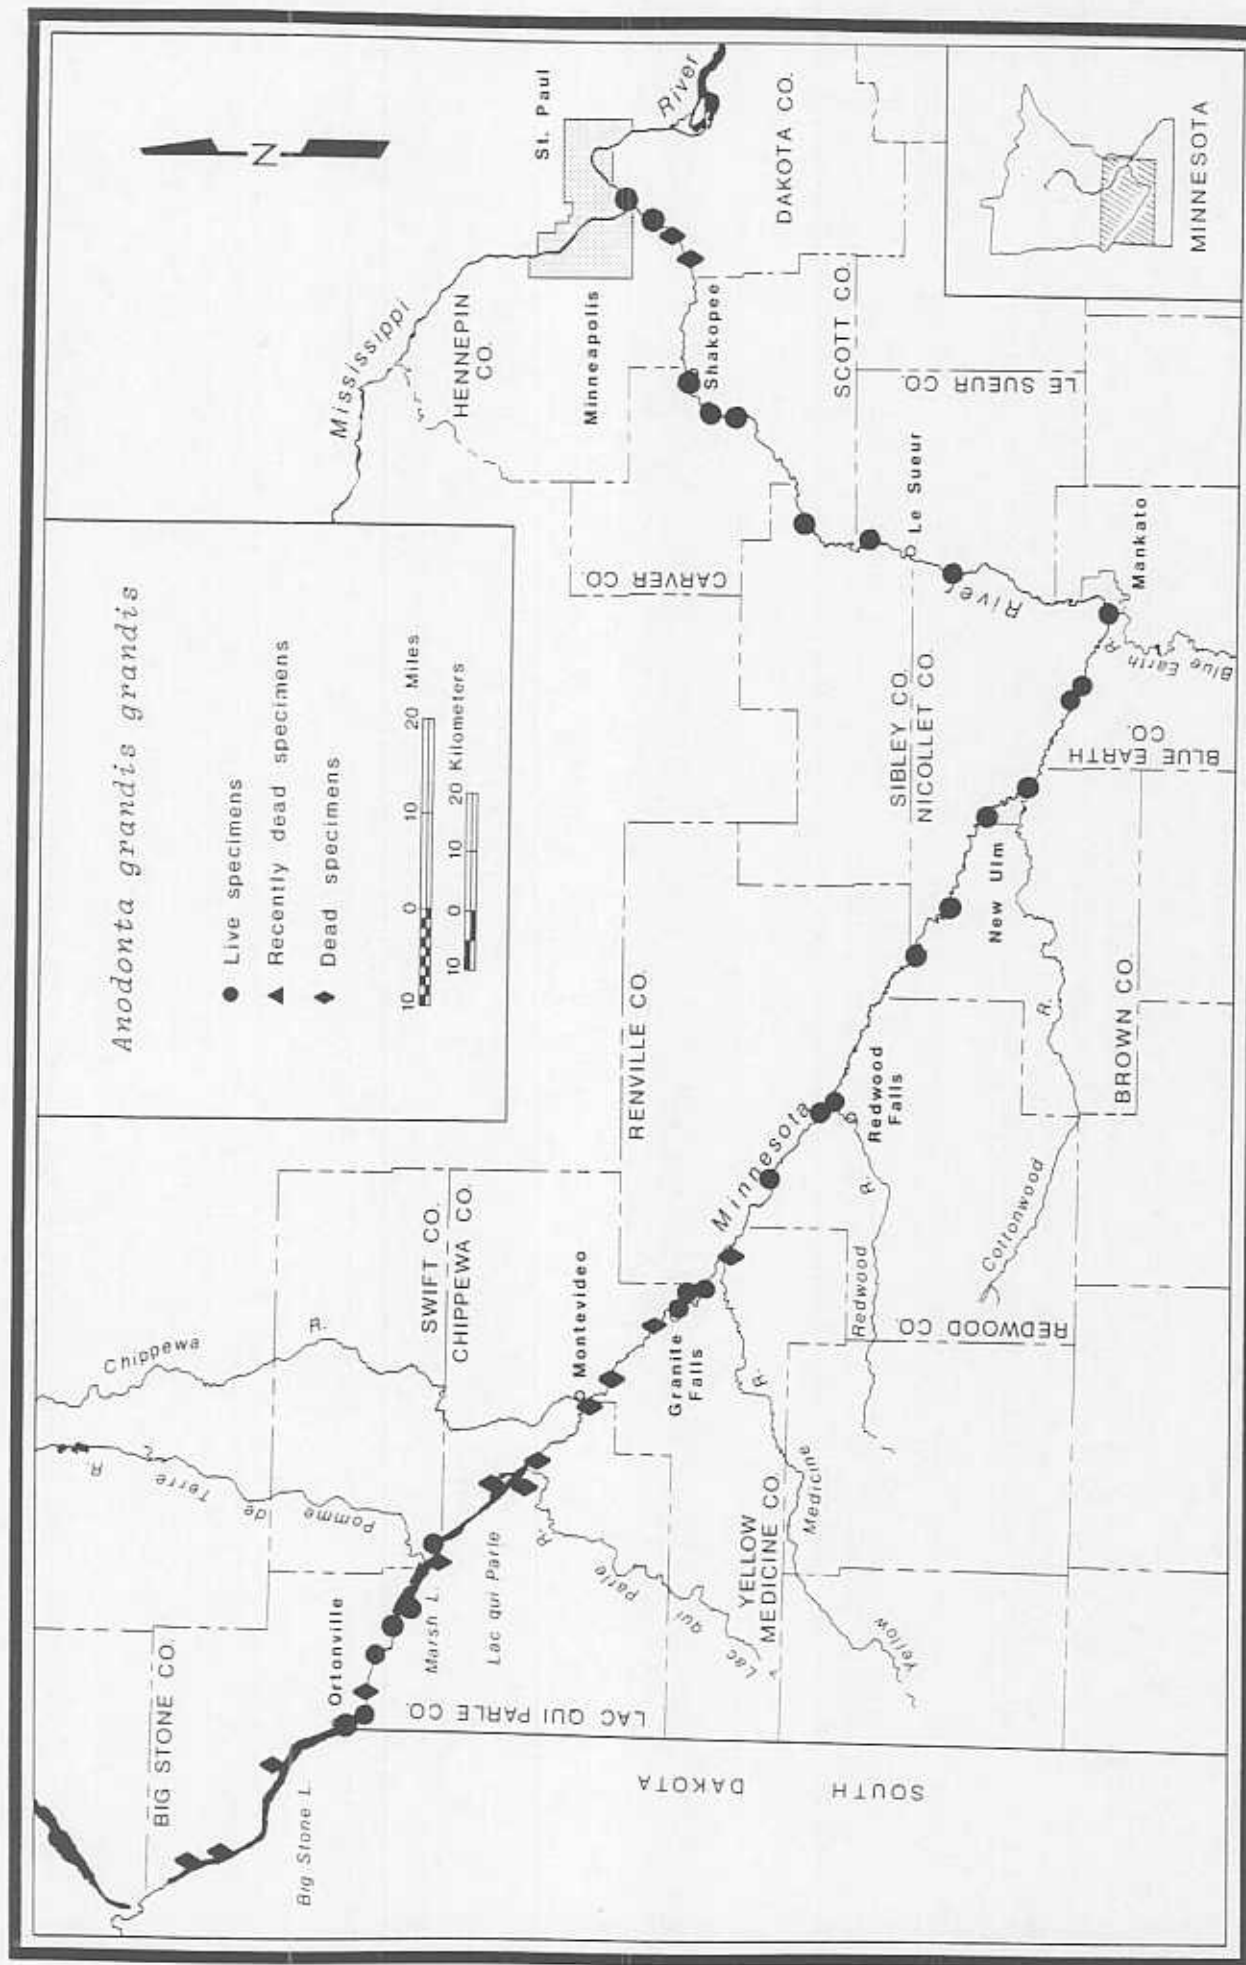 Anodonta grandis grandis
Live specimens
Recently dead specimens
Dead specimens
10 0 10 20 Miles
10 0 10 20 Kilometers
N
St. Paul
River
Mississippi
HENNEPIN
CO.
Minneapolis
DAKOTA CO.
Shakopee
SCOTT CO.
LE SUEUR CO.
CARVER CO.
Le Sueur
River
Mankato
Blue Earth R.
BLUE EARTH
CO.
SIBLEY CO.
NICOLLET CO.
New Ulm
BROWN CO.
R.
Cottonwood
RENVILLE CO.
Minnesota
Redwood
Falls
Redwood R.
REDWOOD CO.
SWIFT CO.
CHIPPEWA CO.
Chippewa R.
Montevideo
Granite
Falls
Pomme de Terre R.
Yellow Medicine R.
YELLOW
MEDICINE CO.
Lac qui Parle R.
Lac qui Parle
Marsh L.
Ortonville
LAC QUI PARLE CO.
BIG STONE CO.
Big Stone L.
SOUTH DAKOTA
MINNESOTA